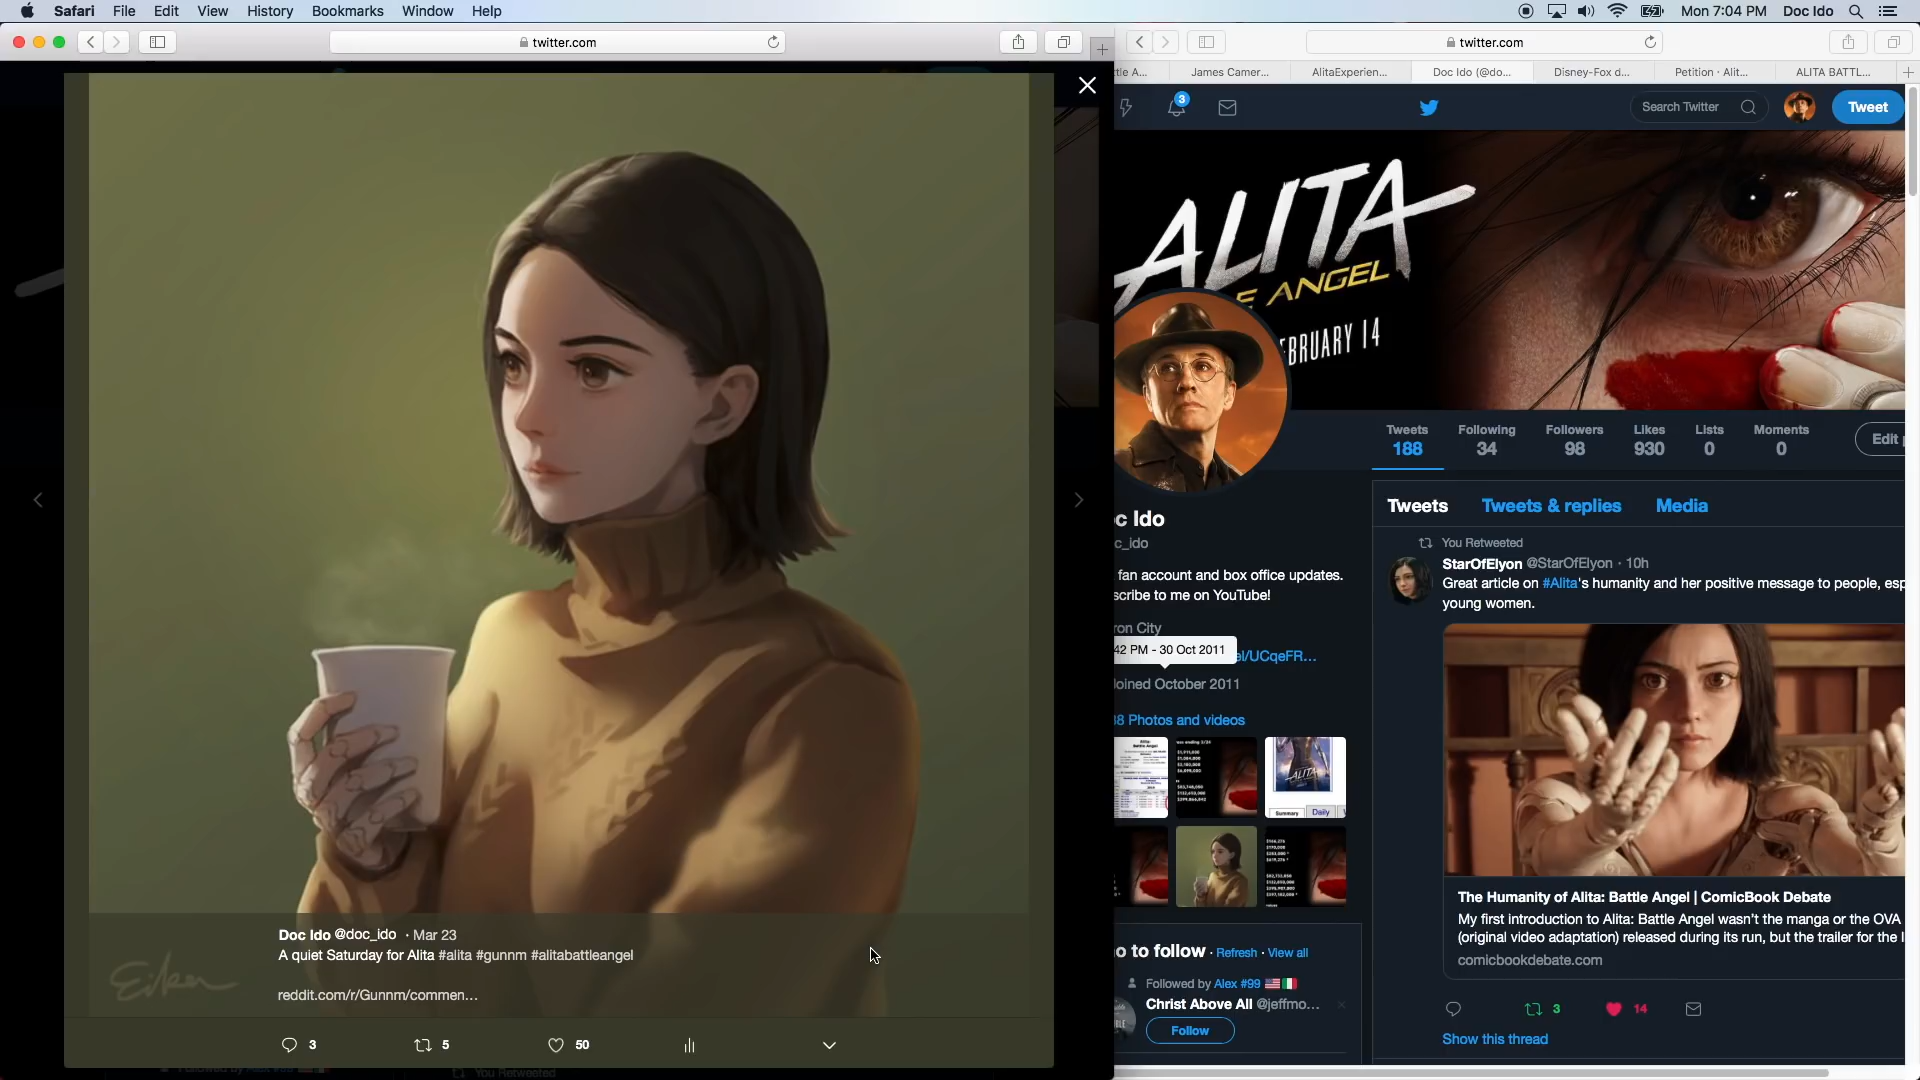 Safari File Edit View History Bookmarks Window Help
Mon 7:04 PM Doc Ido
twitter.com
Doc Ido @doc_ido · Mar 23
A quiet Saturday for Alita #alita #gunnm #alitabattleangel
reddit.com/r/Gunnm/commen...
3 5 50
Eiken
twitter.com
tle A... James Camer... AlitaExperien... Doc Ido (@do... Disney-Fox d... Petition · Alit... ALITA BATTL...
3 Search Twitter Tweet
ALITA
E ANGEL
EBRUARY 14
Tweets Following Followers Likes Lists Moments
188 34 98 930 0 0
Edit
c Ido
c_ido
fan account and box office updates.
scribe to me on YouTube!
ron City
42 PM - 30 Oct 2011
el/UCqeFR...
Joined October 2011
8 Photos and videos
ALITA
Summary Daily
o to follow · Refresh · View all
Followed by Alex #99
Christ Above All @jeffmo...
Follow
Tweets Tweets & replies Media
You Retweeted
StarOfElyon @StarOfElyon · 10h
Great article on #Alita's humanity and her positive message to people, esp
young women.
The Humanity of Alita: Battle Angel | ComicBook Debate
My first introduction to Alita: Battle Angel wasn't the manga or the OVA
(original video adaptation) released during its run, but the trailer for the l
comicbookdebate.com
3 14
Show this thread
You Retweeted